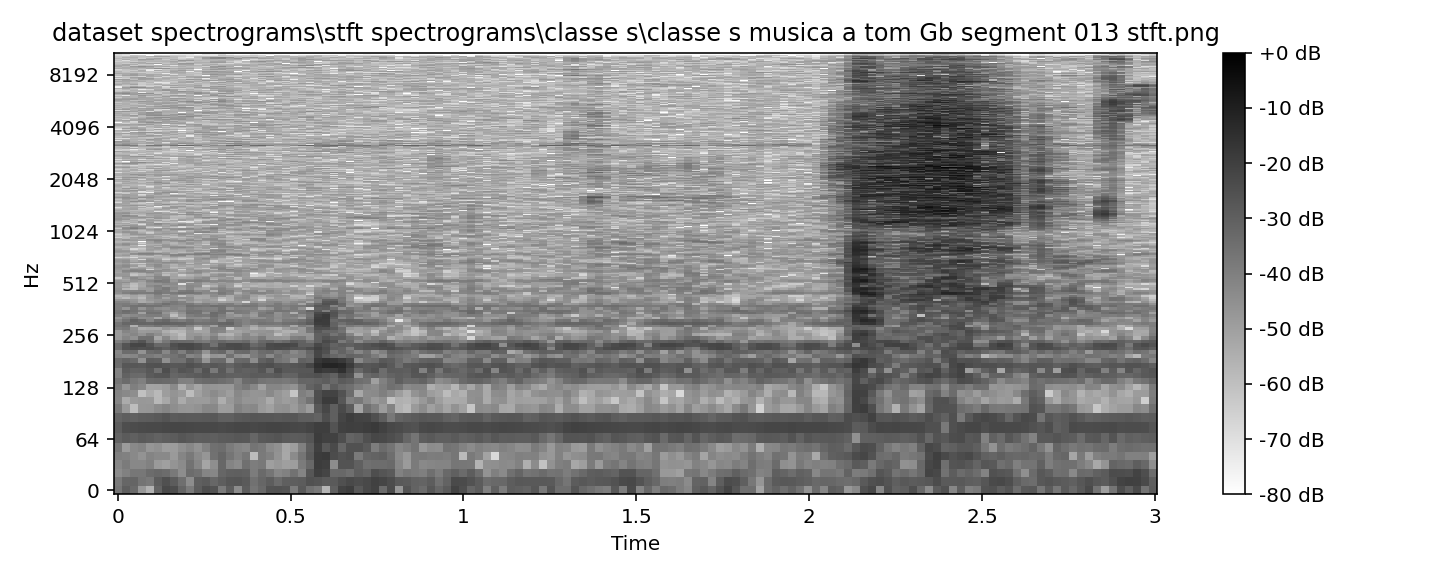 dataset spectrograms\stft spectrograms\classe s\classe s musica a tom Gb segment 013 stft.png
8192
4096
2048
1024
512
256
128
64
0
Hz
0
0.5
1
1.5
2
2.5
3
Time
+0 dB
-10 dB
-20 dB
-30 dB
-40 dB
-50 dB
-60 dB
-70 dB
-80 dB